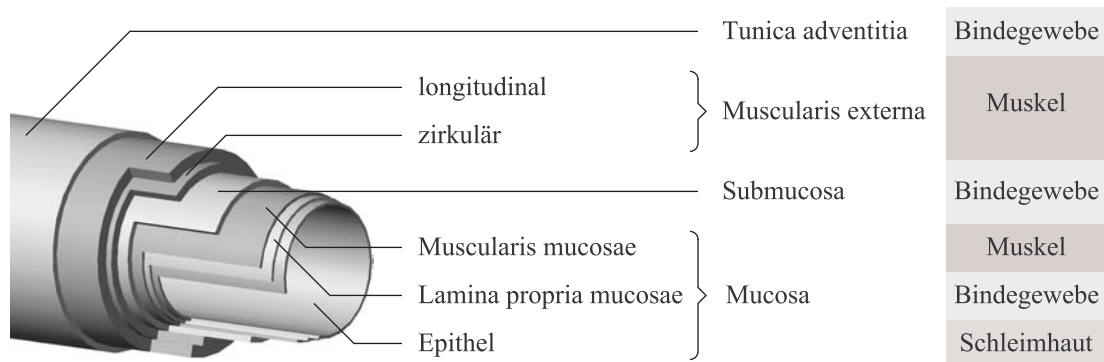 Tunica adventitia Bindegewebe
longitudinal
Muscularis externa Muskel
zirkulär
Submucosa Bindegewebe
Muscularis mucosae Muskel
Lamina propria mucosae Mucosa Bindegewebe
Epithel Schleimhaut